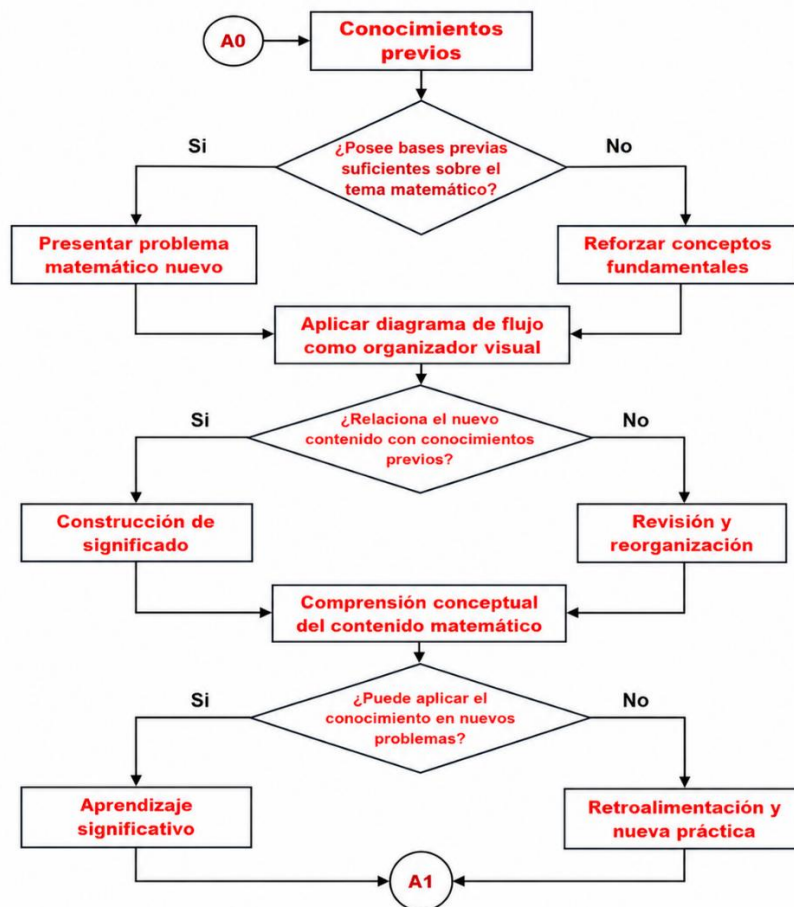 A0
Conocimientos
previos
¿Posee bases previas
suficientes sobre el
tema matemático?
Si
No
Presentar problema
matemático nuevo
Reforzar conceptos
fundamentales
Aplicar diagrama de flujo
como organizador visual
¿Relaciona el nuevo
contenido con conocimientos
previos?
Si
No
Construcción de
significado
Revisión y
reorganización
Comprensión conceptual
del contenido matemático
¿Puede aplicar el
conocimiento en nuevos
problemas?
Si
No
Aprendizaje
significativo
Retroalimentación y
nueva práctica
A1